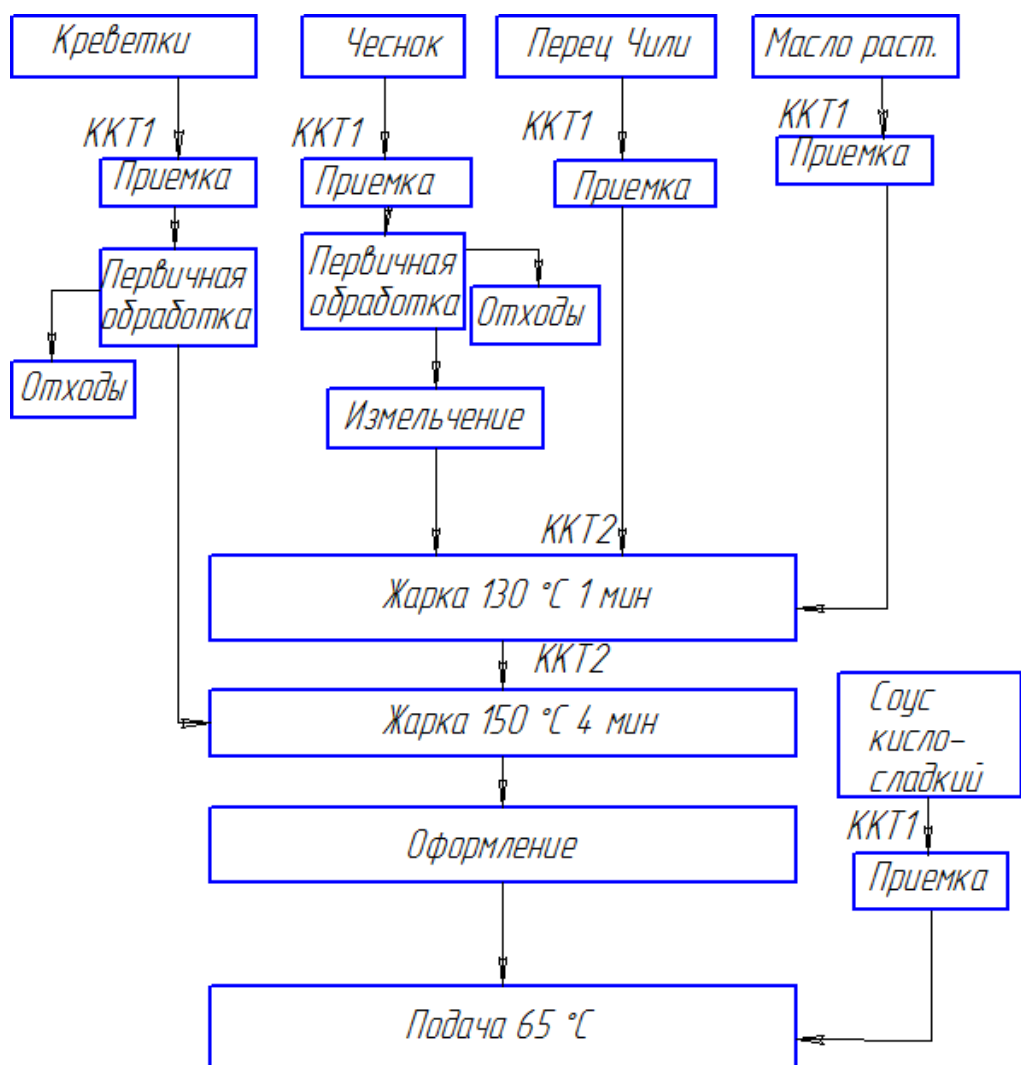 Креветки
Чеснок
Перец Чили
Масло раст.
ККТ1
ККТ1
ККТ1
ККТ1
Приемка
Приемка
Приемка
Приемка
Первичная
обработка
Отходы
Первичная
обработка
Отходы
Измельчение
ККТ2
Жарка 130 °С 1 мин
ККТ2
Жарка 150 °С 4 мин
Соус
кисло-
сладкий
ККТ1
Приемка
Оформление
Подача 65 °С